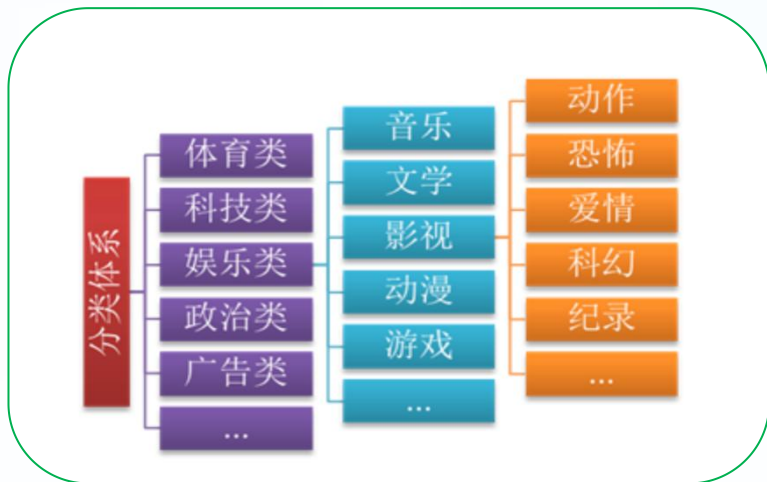 分类体系
体育类
科技类
娱乐类
政治类
广告类
...
音乐
文学
影视
动漫
游戏
...
动作
恐怖
爱情
科幻
纪录
...